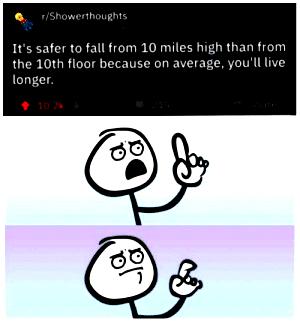 r/Showerthoughts
It's safer to fall from 10 miles high than from
the 10th floor because on average, you'll live
longer.